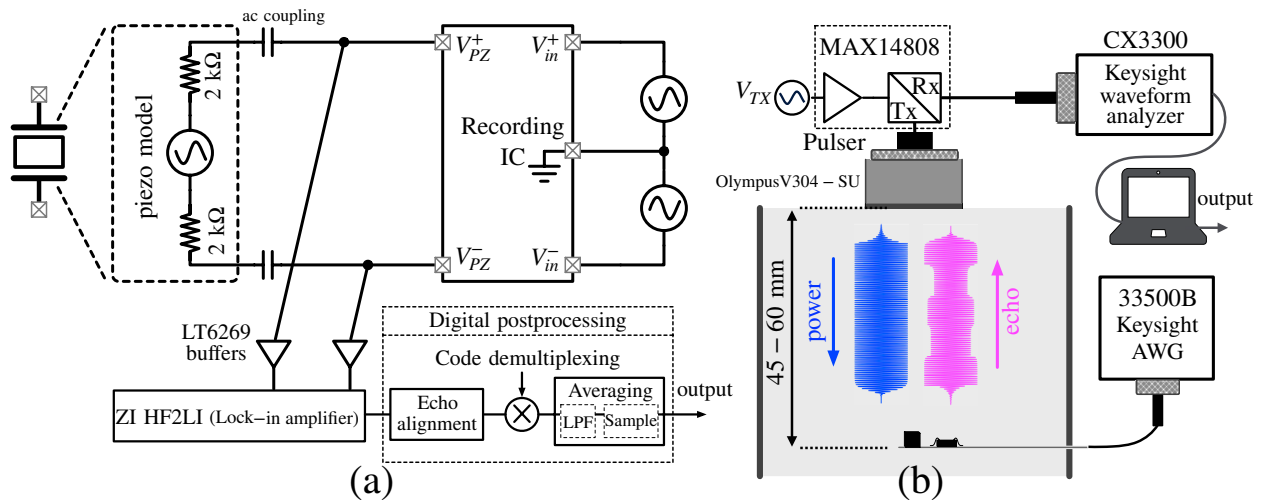 ac coupling
piezo model
2 kΩ
2 kΩ
V⁺PZ
V⁺in
Recording
IC
V⁻PZ
V⁻in
LT6269
buffers
ZI HF2LI (Lock−in amplifier)
Digital postprocessing
Code demultiplexing
Echo
alignment
Averaging
LPF
Sample
output
(a)
MAX14808
VTX
Rx
Tx
Pulser
CX3300
Keysight
waveform
analyzer
OlympusV304 − SU
output
45 − 60 mm
power
echo
33500B
Keysight
AWG
(b)